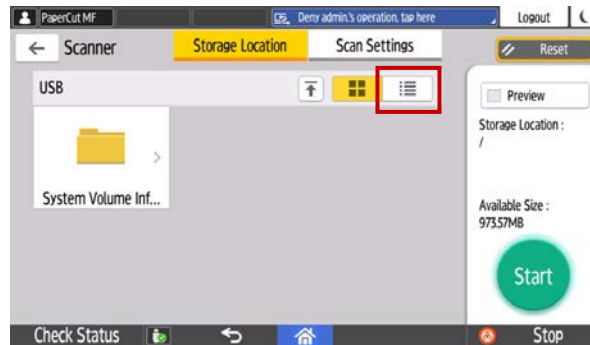 PaperCut MF
Deny admin.'s operation, tap here
Logout
Scanner
Storage Location
Scan Settings
Reset
USB
Preview
Storage Location :
/
System Volume Inf...
Available Size :
973.57MB
Start
Check Status
Stop